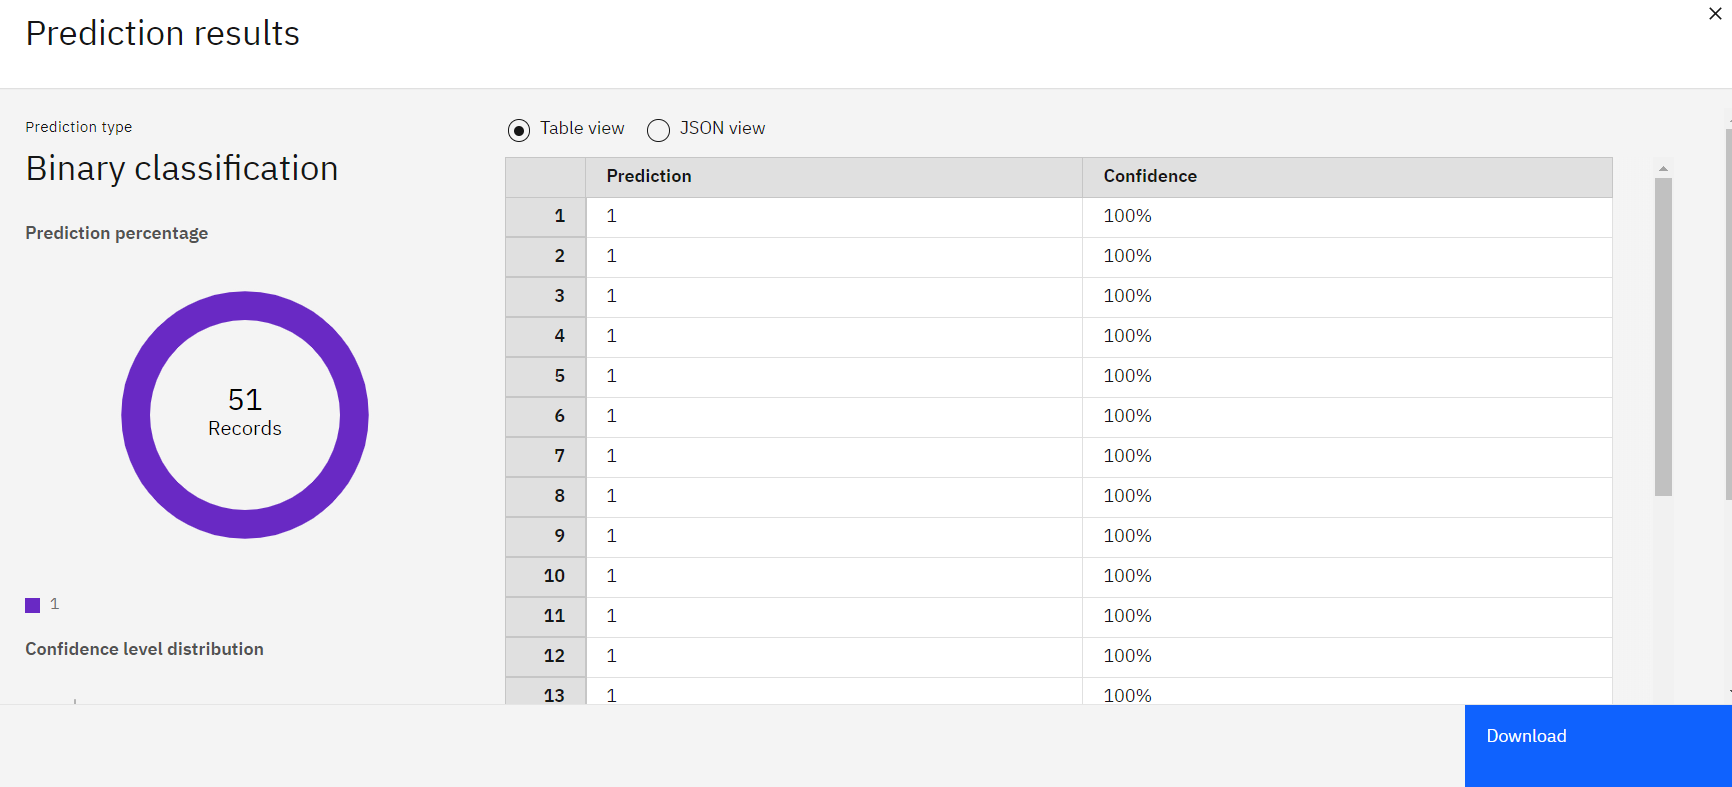 Prediction results
Prediction type
Binary classification
Prediction percentage
51
Records
1
Confidence level distribution
Table view JSON view
Prediction Confidence
1 1 100%
2 1 100%
3 1 100%
4 1 100%
5 1 100%
6 1 100%
7 1 100%
8 1 100%
9 1 100%
10 1 100%
11 1 100%
12 1 100%
13 1 100%
Download